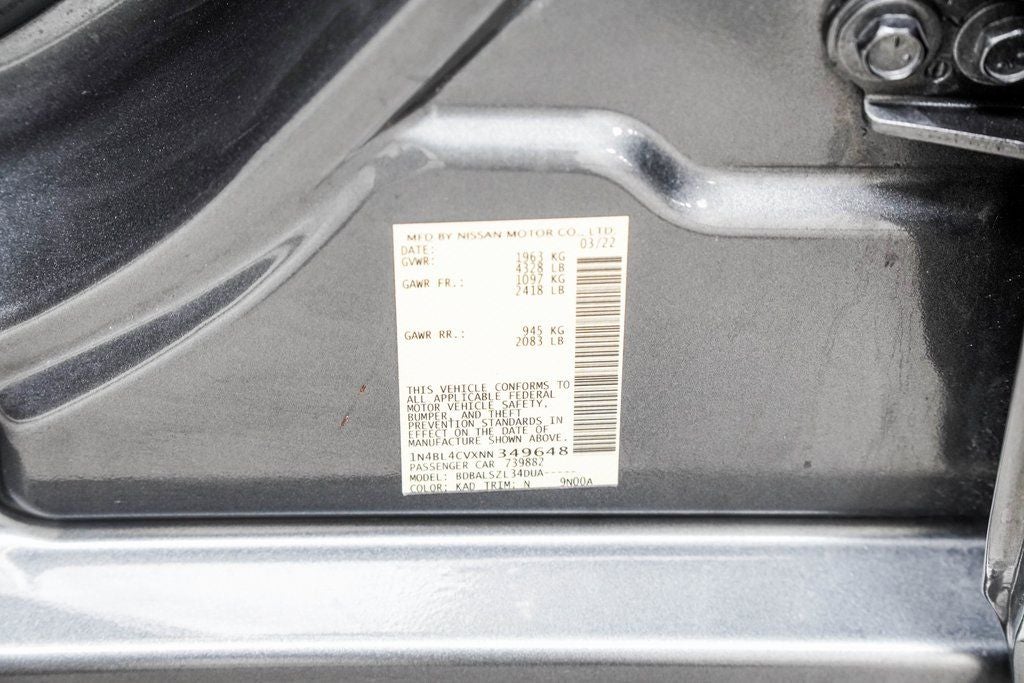 MFD BY NISSAN MOTOR CO., LTD.
DATE: 03/22
GVWR: 1963 KG
4328 LB
GAWR FR.: 1097 KG
2418 LB
GAWR RR.: 945 KG
2083 LB
THIS VEHICLE CONFORMS TO
ALL APPLICABLE FEDERAL
MOTOR VEHICLE SAFETY,
BUMPER, AND THEFT
PREVENTION STANDARDS IN
EFFECT ON THE DATE OF
MANUFACTURE SHOWN ABOVE.
1N4BL4CVXNN 349648
PASSENGER CAR 739882
MODEL: BDBALSZL34DUA-----
COLOR: KAD TRIM: N 9N00A